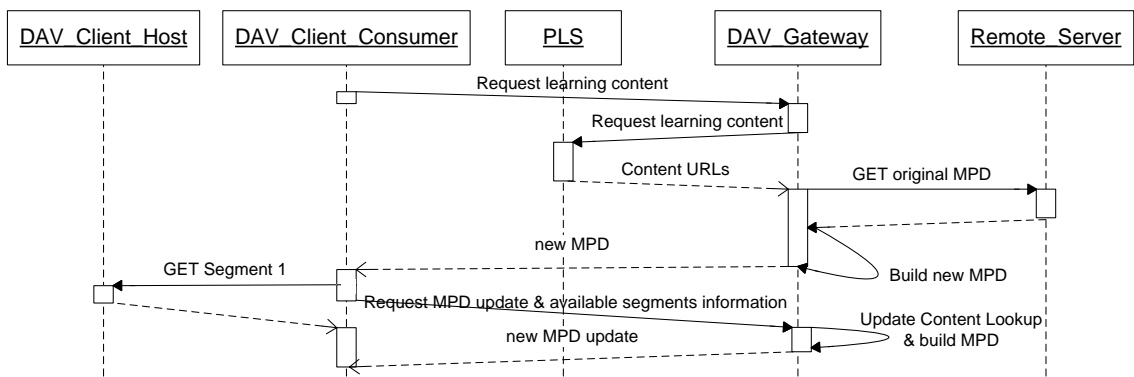 DAV_Client_Host
DAV_Client_Consumer
PLS
DAV_Gateway
Remote_Server
Request learning content
Request learning content
Content URLs
GET original MPD
new MPD
Build new MPD
GET Segment 1
Request MPD update & available segments information
Update Content Lookup
& build MPD
new MPD update